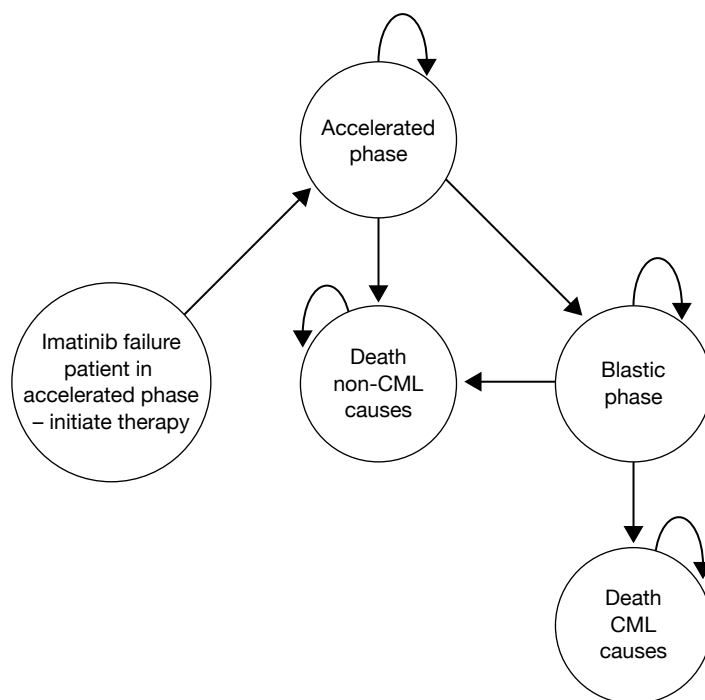 Accelerated
phase
Imatinib failure
patient in
accelerated phase
– initiate therapy
Death
non-CML
causes
Blastic
phase
Death
CML
causes